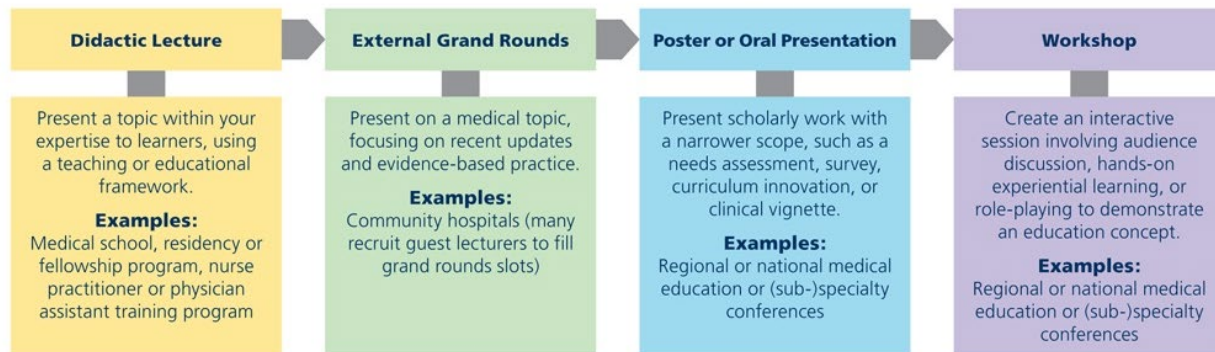 Didactic Lecture
External Grand Rounds
Poster or Oral Presentation
Workshop
Present a topic within your
expertise to learners, using
a teaching or educational
framework.
Examples:
Medical school, residency or
fellowship program, nurse
practitioner or physician
assistant training program
Present on a medical topic,
focusing on recent updates
and evidence-based practice.
Examples:
Community hospitals (many
recruit guest lecturers to fill
grand rounds slots)
Present scholarly work with
a narrower scope, such as a
needs assessment, survey,
curriculum innovation, or
clinical vignette.
Examples:
Regional or national medical
education or (sub-)specialty
conferences
Create an interactive
session involving audience
discussion, hands-on
experiential learning, or
role-playing to demonstrate
an education concept.
Examples:
Regional or national medical
education or (sub-)specialty
conferences